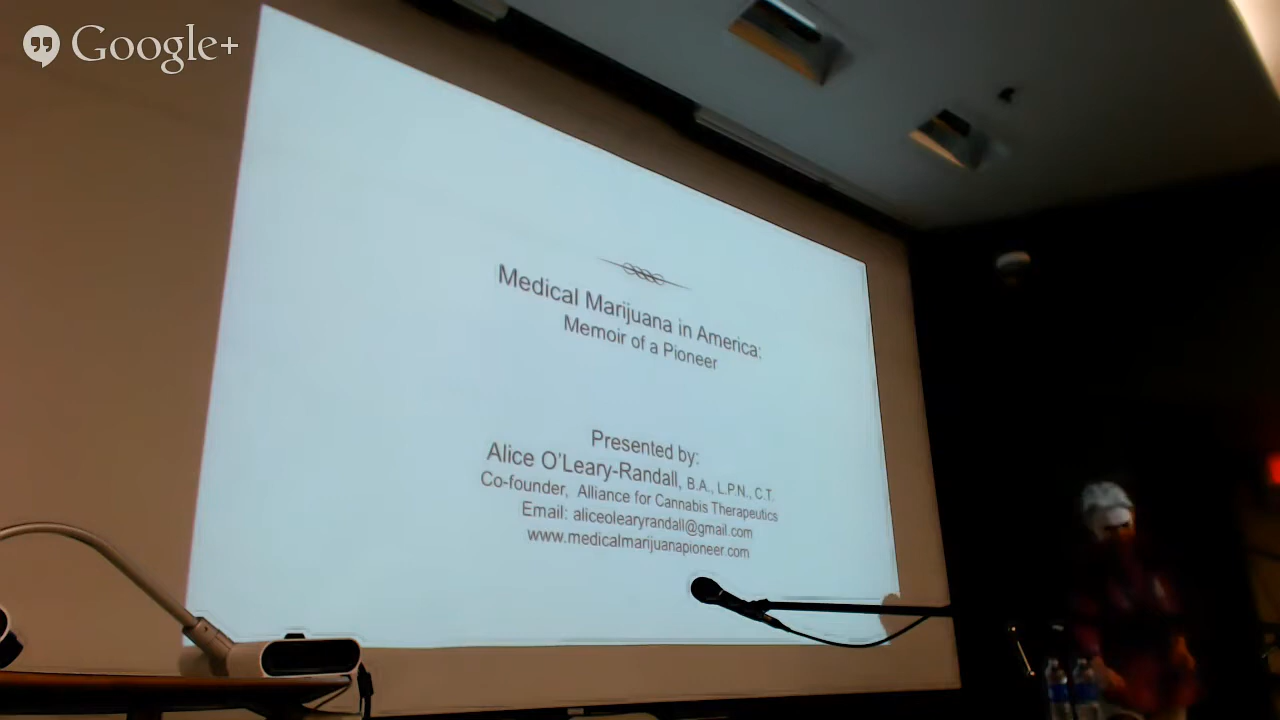 Google+
Medical Marijuana in America:
Memoir of a Pioneer
Presented by:
Alice O'Leary-Randall, B.A., L.P.N., C.T.
Co-founder, Alliance for Cannabis Therapeutics
Email: aliceolearyrandall@gmail.com
www.medicalmarijuanapioneer.com